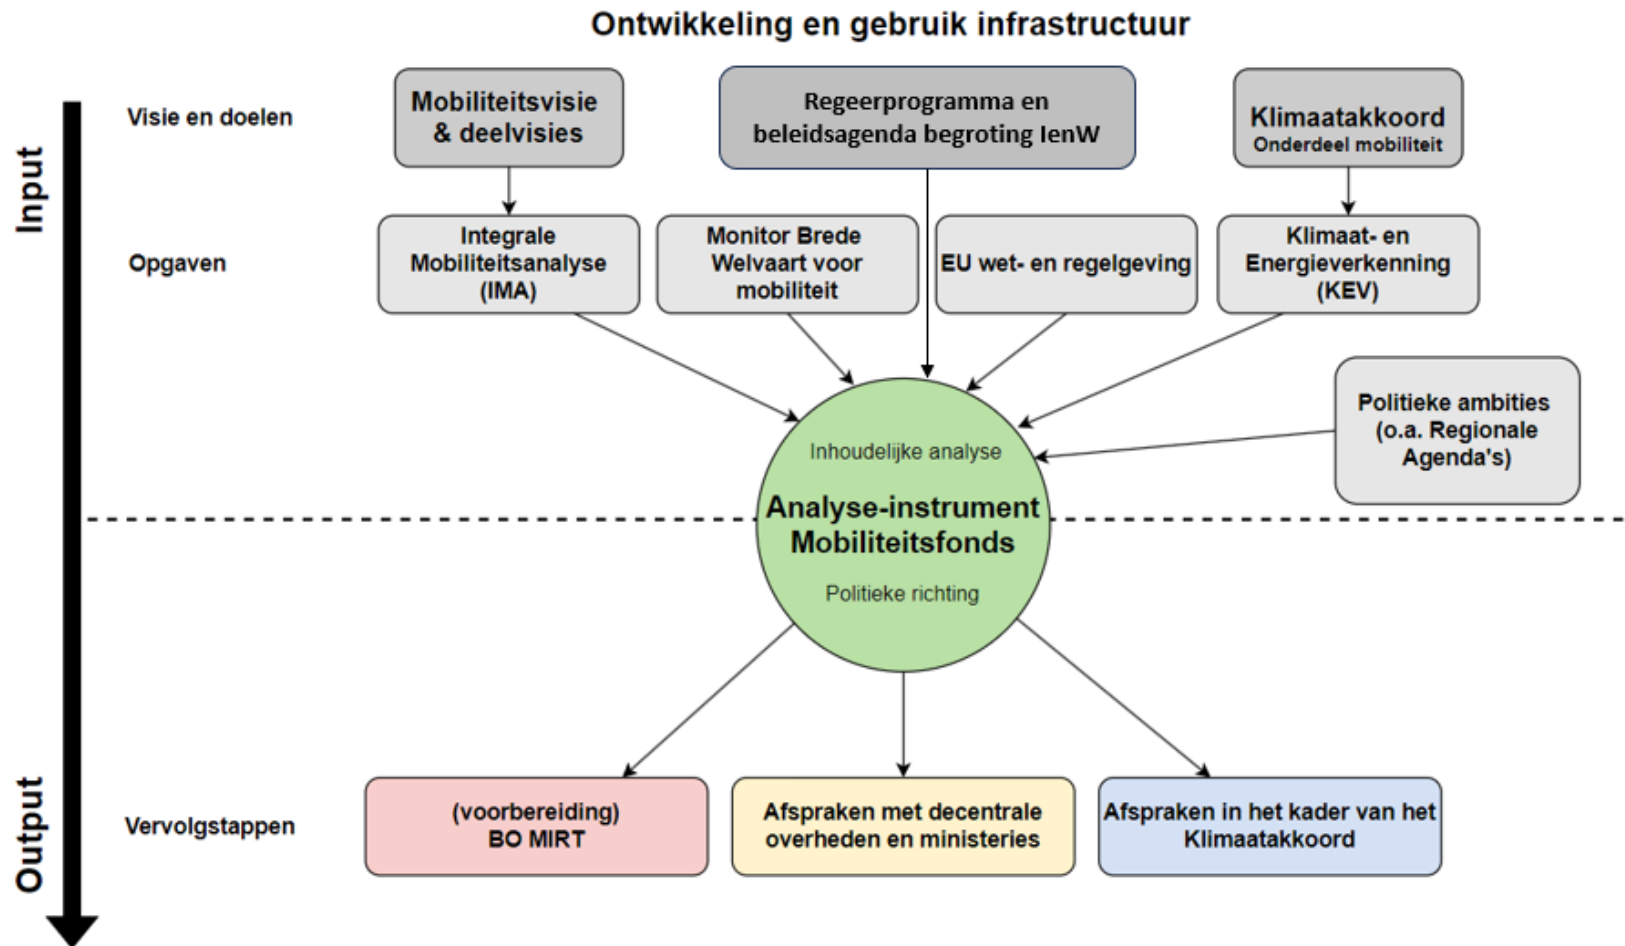 Ontwikkeling en gebruik infrastructuur
Input
Visie en doelen
Mobiliteitsvisie
& deelvisies
Regeerprogramma en
beleidsagenda begroting IenW
Klimaatakkoord
Onderdeel mobiliteit
Opgaven
Integrale
Mobiliteitsanalyse
(IMA)
Monitor Brede
Welvaart voor
mobiliteit
EU wet- en regelgeving
Klimaat- en
Energieverkenning
(KEV)
Politieke ambities
(o.a. Regionale
Agenda's)
Inhoudelijke analyse
Analyse-instrument
Mobiliteitsfonds
Politieke richting
Output
Vervolgstappen
(voorbereiding)
BO MIRT
Afspraken met decentrale
overheden en ministeries
Afspraken in het kader van het
Klimaatakkoord